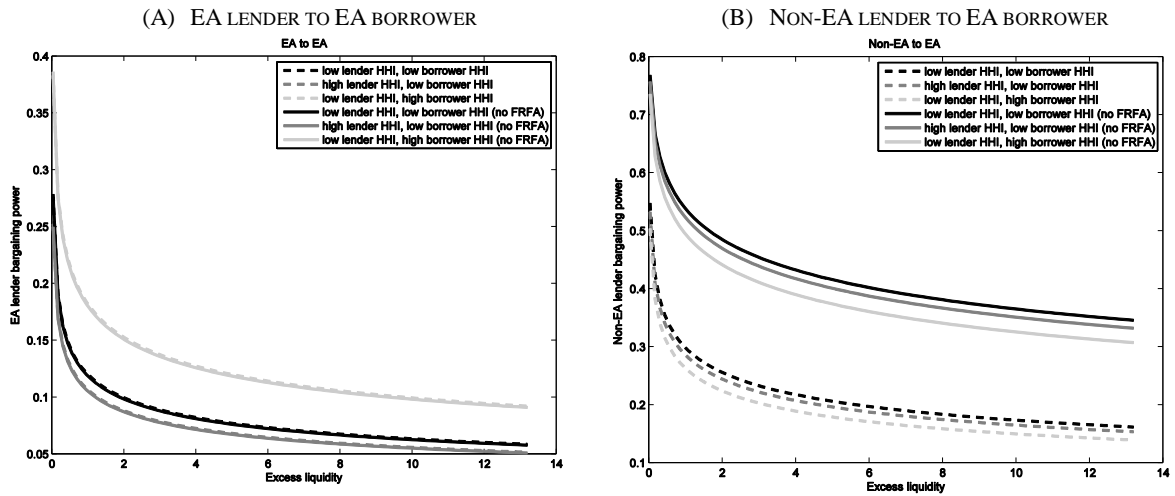 (A) EA LENDER TO EA BORROWER
EA to EA
0.4
0.35
0.3
0.25
0.2
0.15
0.1
0.05
EA lender bargaining power
low lender HHI, low borrower HHI
high lender HHI, low borrower HHI
low lender HHI, high borrower HHI
low lender HHI, low borrower HHI (no FRFA)
high lender HHI, low borrower HHI (no FRFA)
low lender HHI, high borrower HHI (no FRFA)
0 2 4 6 8 10 12 14
Excess liquidity
(B) NON-EA LENDER TO EA BORROWER
Non-EA to EA
0.8
0.7
0.6
0.5
0.4
0.3
0.2
0.1
Non-EA lender bargaining power
low lender HHI, low borrower HHI
high lender HHI, low borrower HHI
low lender HHI, high borrower HHI
low lender HHI, low borrower HHI (no FRFA)
high lender HHI, low borrower HHI (no FRFA)
low lender HHI, high borrower HHI (no FRFA)
0 2 4 6 8 10 12 14
Excess liquidity